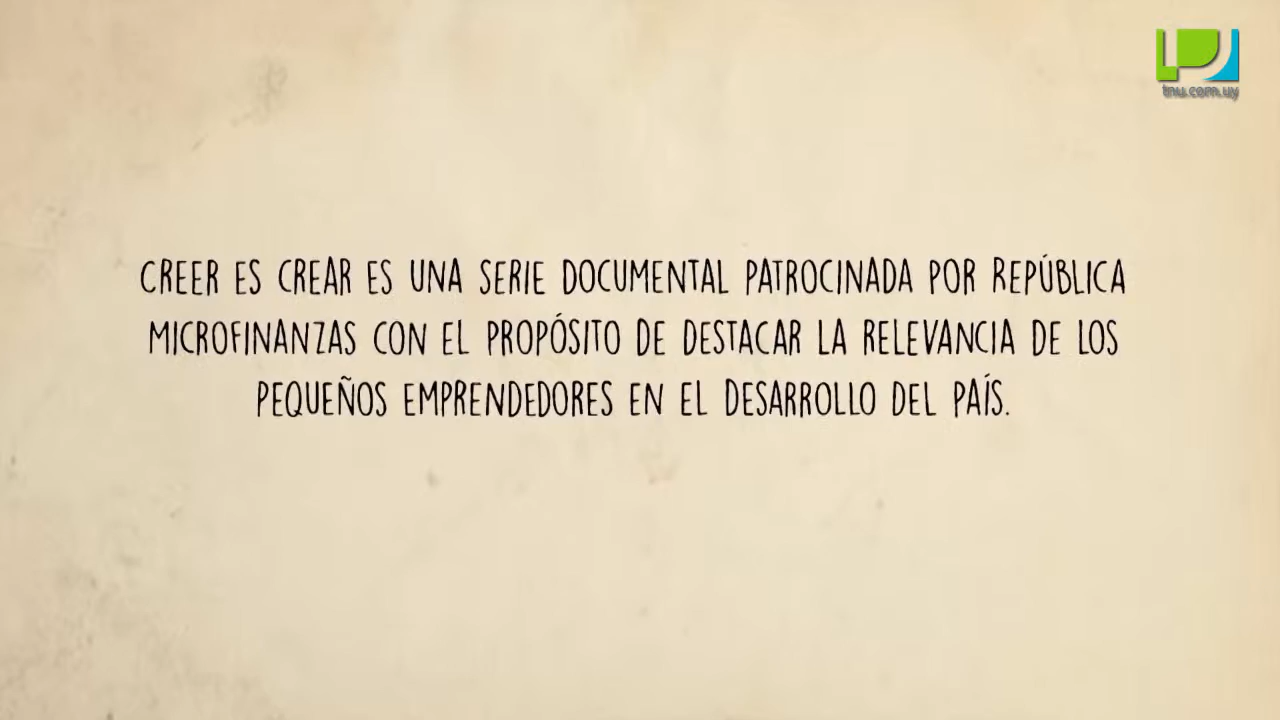 tnu.com.uy
CREER ES CREAR ES UNA SERIE DOCUMENTAL PATROCINADA POR REPÚBLICA
MICROFINANZAS CON EL PROPÓSITO DE DESTACAR LA RELEVANCIA DE LOS
PEQUEÑOS EMPRENDEDORES EN EL DESARROLLO DEL PAÍS.